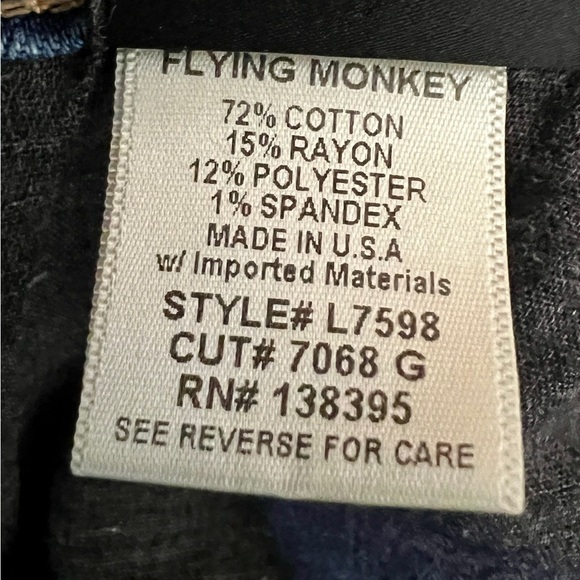 FLYING MONKEY
72% COTTON
15% RAYON
12% POLYESTER
1% SPANDEX
MADE IN U.S.A
w/ Imported Materials
STYLE# L7598
CUT# 7068 G
RN# 138395
SEE REVERSE FOR CARE